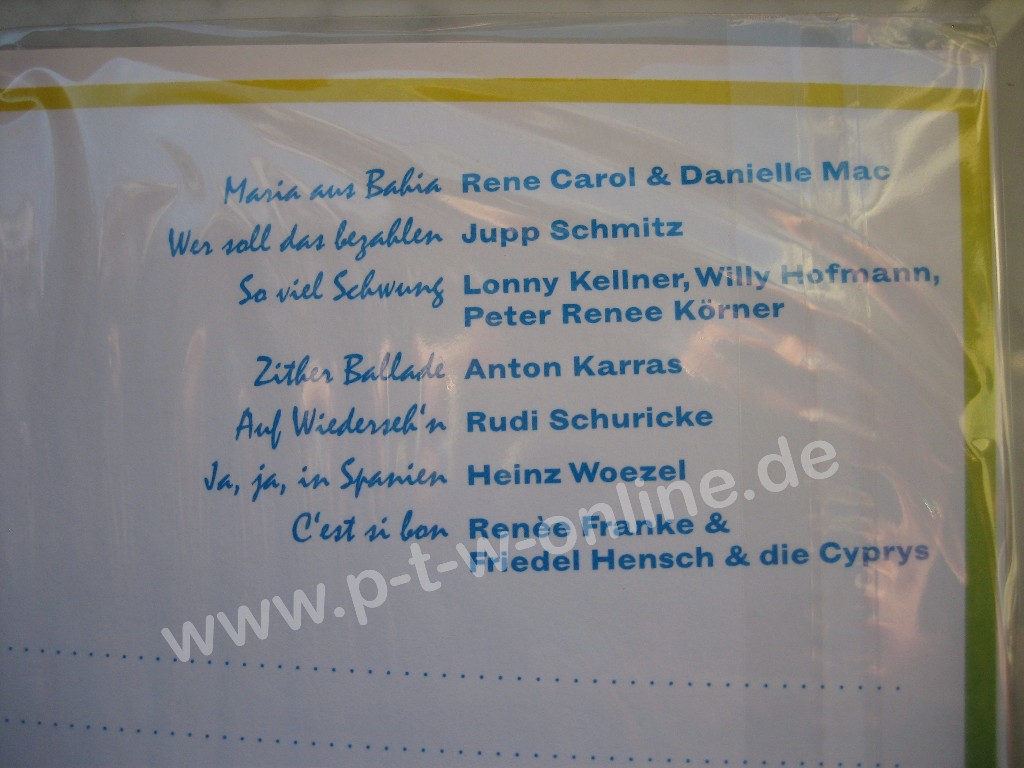 Maria aus Bahia Rene Carol & Danielle Mac
Wer soll das bezahlen Jupp Schmitz
So viel Schwung Lonny Kellner, Willy Hofmann,
Peter Renee Körner
Zither Ballade Anton Karras
Auf Wiederseh'n Rudi Schuricke
Ja, ja, in Spanien Heinz Woezel
C'est si bon Renèe Franke &
Friedel Hensch & die Cyprys
www.p-t-w-online.de